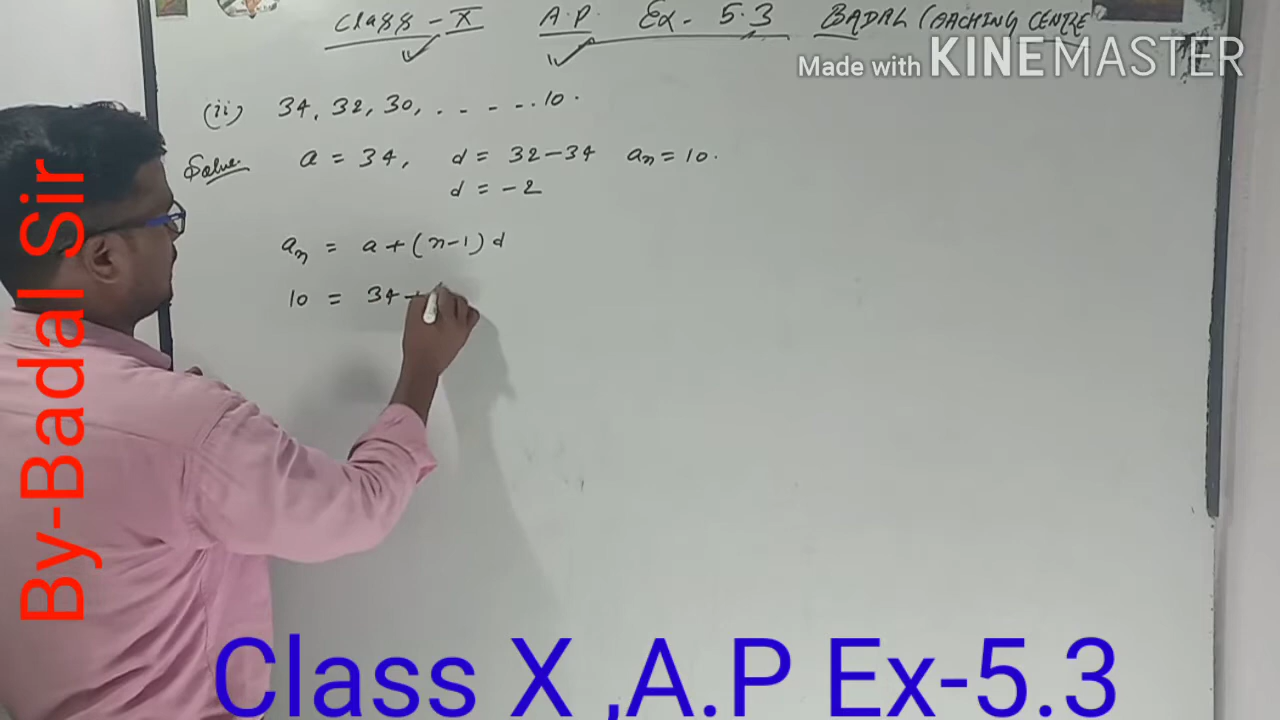 Class - X A.P. Ex - 5.3 BADAL COACHING CENTRE
Made with KINEMASTER
(ii) 34, 32, 30, . - - - . . 10 .
Solve a = 34, d = 32 - 34 an = 10 .
d = - 2
an = a + (n - 1) d
10 = 34 +
By-Badal Sir
Class X ,A.P Ex-5.3